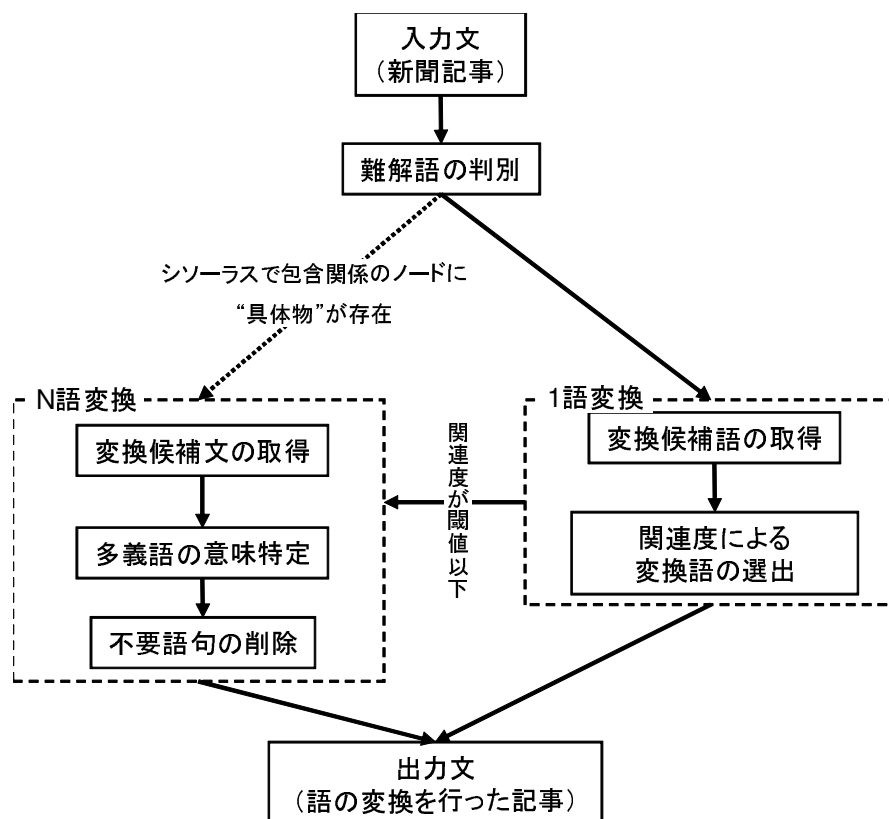 入力文
（新聞記事）
難解語の判別
シソーラスで包含関係のノードに
“具体物”が存在
N語変換
変換候補文の取得
多義語の意味特定
不要語句の削除
関連度が閾値以下
1語変換
変換候補語の取得
関連度による
変換語の選出
出力文
（語の変換を行った記事）